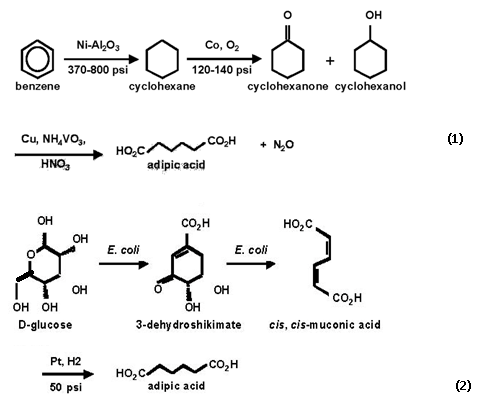 O OH
Ni-Al2O3 Co, O2
370-800 psi 120-140 psi +
benzene cyclohexane cyclohexanone cyclohexanol
Cu, NH4VO3, HO2C CO2H + N2O (1)
HNO3 adipic acid
CO2H
OH HO2C
OH E. coli E. coli
O
OH OH OH O OH OH CO2H
D-glucose 3-dehydroshikimate cis, cis-muconic acid
Pt, H2 HO2C CO2H
50 psi adipic acid (2)